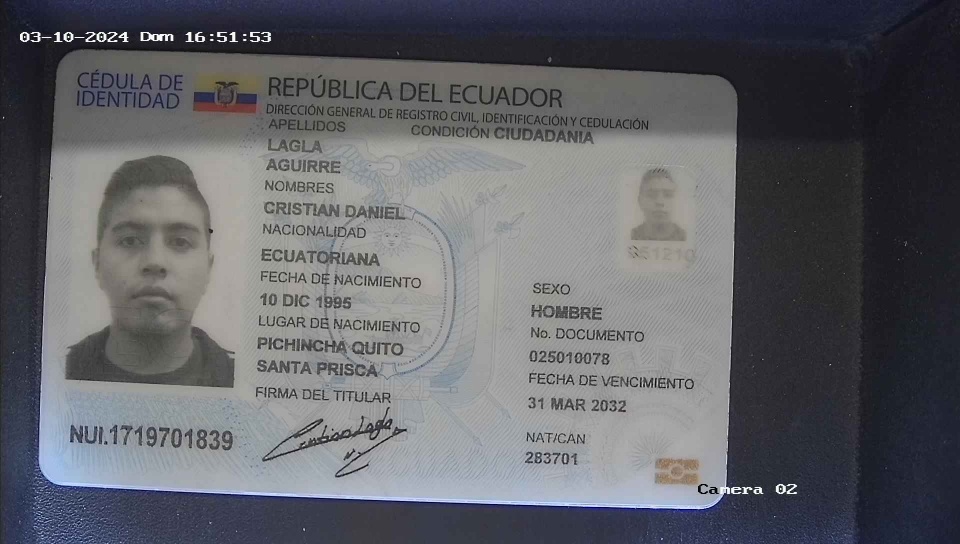 03-10-2024 Dom 16:51:53
CÉDULA DE
IDENTIDAD
REPÚBLICA DEL ECUADOR
DIRECCIÓN GENERAL DE REGISTRO CIVIL, IDENTIFICACIÓN Y CEDULACIÓN
APELLIDOS
CONDICIÓN CIUDADANIA
LAGLA
AGUIRRE
NOMBRES
CRISTIAN DANIEL
NACIONALIDAD
ECUATORIANA
FECHA DE NACIMIENTO
10 DIC 1995
LUGAR DE NACIMIENTO
PICHINCHA QUITO
SANTA PRISCA
FIRMA DEL TITULAR
NUI.1719701839
951210
SEXO
HOMBRE
No. DOCUMENTO
025010078
FECHA DE VENCIMIENTO
31 MAR 2032
NAT/CAN
283701
Camera 02